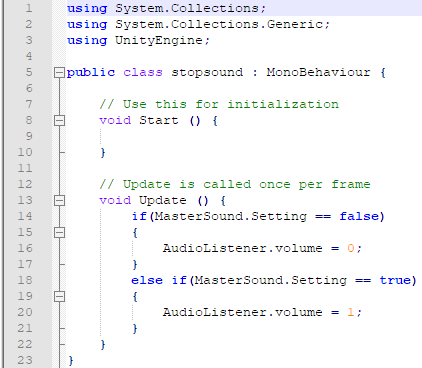 1 using System.Collections;
2 using System.Collections.Generic;
3 using UnityEngine;
4
5 public class stopsound : MonoBehaviour {
6
7 // Use this for initialization
8 void Start () {
9
10 }
11
12 // Update is called once per frame
13 void Update () {
14 if(MasterSound.Setting == false)
15 {
16 AudioListener.volume = 0;
17 }
18 else if(MasterSound.Setting == true)
19 {
20 AudioListener.volume = 1;
21 }
22 }
23 }